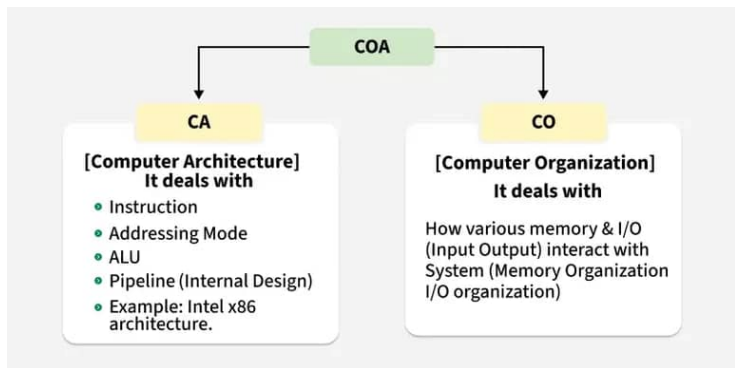 COA
CA
[Computer Architecture]
It deals with
Instruction
Addressing Mode
ALU
Pipeline (Internal Design)
Example: Intel x86
architecture.
CO
[Computer Organization]
It deals with
How various memory & I/O
(Input Output) interact with
System (Memory Organization
I/O organization)